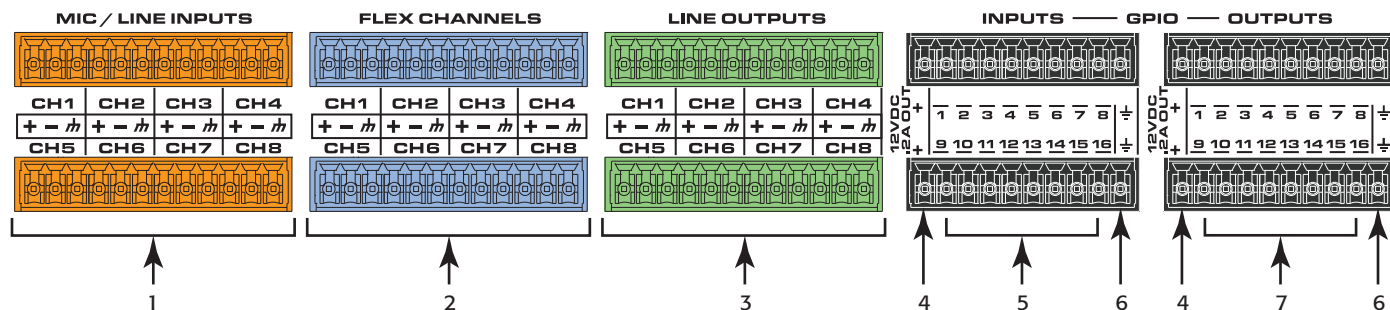 MIC / LINE INPUTS
FLEX CHANNELS
LINE OUTPUTS
INPUTS — GPIO — OUTPUTS
CH1 CH2 CH3 CH4
+ − + − + − + −
CH5 CH6 CH7 CH8
CH1 CH2 CH3 CH4
+ − + − + − + −
CH5 CH6 CH7 CH8
CH1 CH2 CH3 CH4
+ − + − + − + −
CH5 CH6 CH7 CH8
12VDC
.2A OUT
+ 1 2 3 4 5 6 7 8
+ 9 10 11 12 13 14 15 16
12VDC
.2A OUT
+ 1 2 3 4 5 6 7 8
+ 9 10 11 12 13 14 15 16
1 2 3 4 5 6 4 7 6